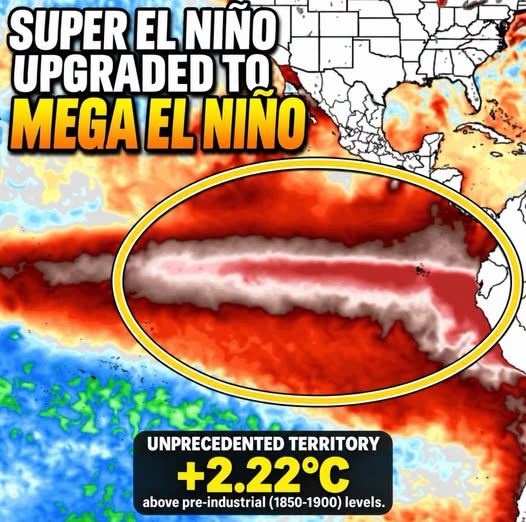 SUPER EL NIÑO
UPGRADED TO
MEGA EL NIÑO
UNPRECEDENTED TERRITORY
+2.22°C
above pre-industrial (1850-1900) levels.